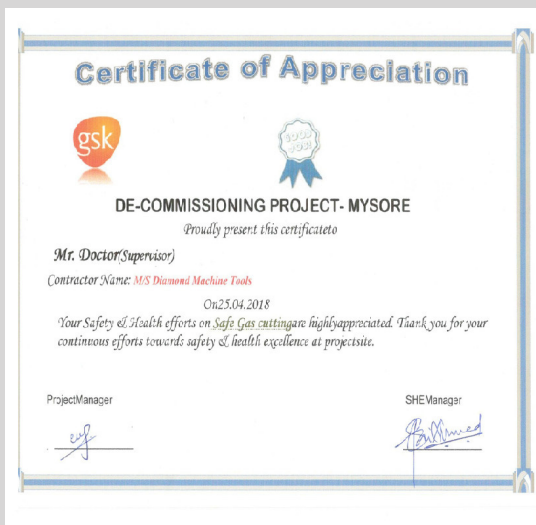 Certificate of Appreciation
gsk
GOOD
JOB!
DE-COMMISSIONING PROJECT- MYSORE
Proudly present this certificateto
Mr. Doctor(Supervisor)
Contractor Name: M/S Diamond Machine Tools
On25.04.2018
Your Safety & Health efforts on Safe Gas cuttingare highlyappreciated. Thank you for your
continuous efforts towards safety & health excellence at projectsite.
ProjectManager
SHEManager